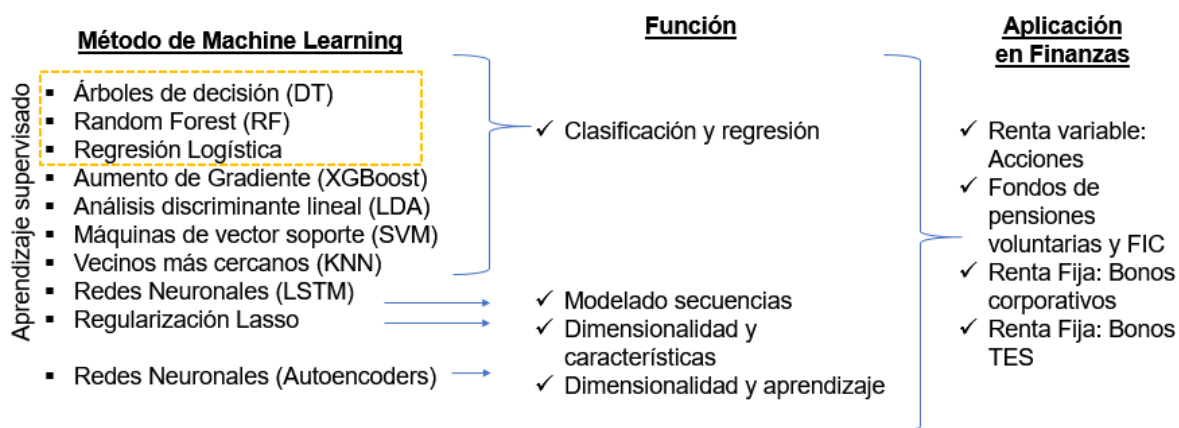 Método de Machine Learning
Aprendizaje supervisado
Árboles de decisión (DT)
Random Forest (RF)
Regresión Logística
Aumento de Gradiente (XGBoost)
Análisis discriminante lineal (LDA)
Máquinas de vector soporte (SVM)
Vecinos más cercanos (KNN)
Redes Neuronales (LSTM)
Regularización Lasso
Redes Neuronales (Autoencoders)
Función
Clasificación y regresión
Modelado secuencias
Dimensionalidad y
características
Dimensionalidad y aprendizaje
Aplicación
en Finanzas
Renta variable:
Acciones
Fondos de
pensiones
voluntarias y FIC
Renta Fija: Bonos
corporativos
Renta Fija: Bonos
TES